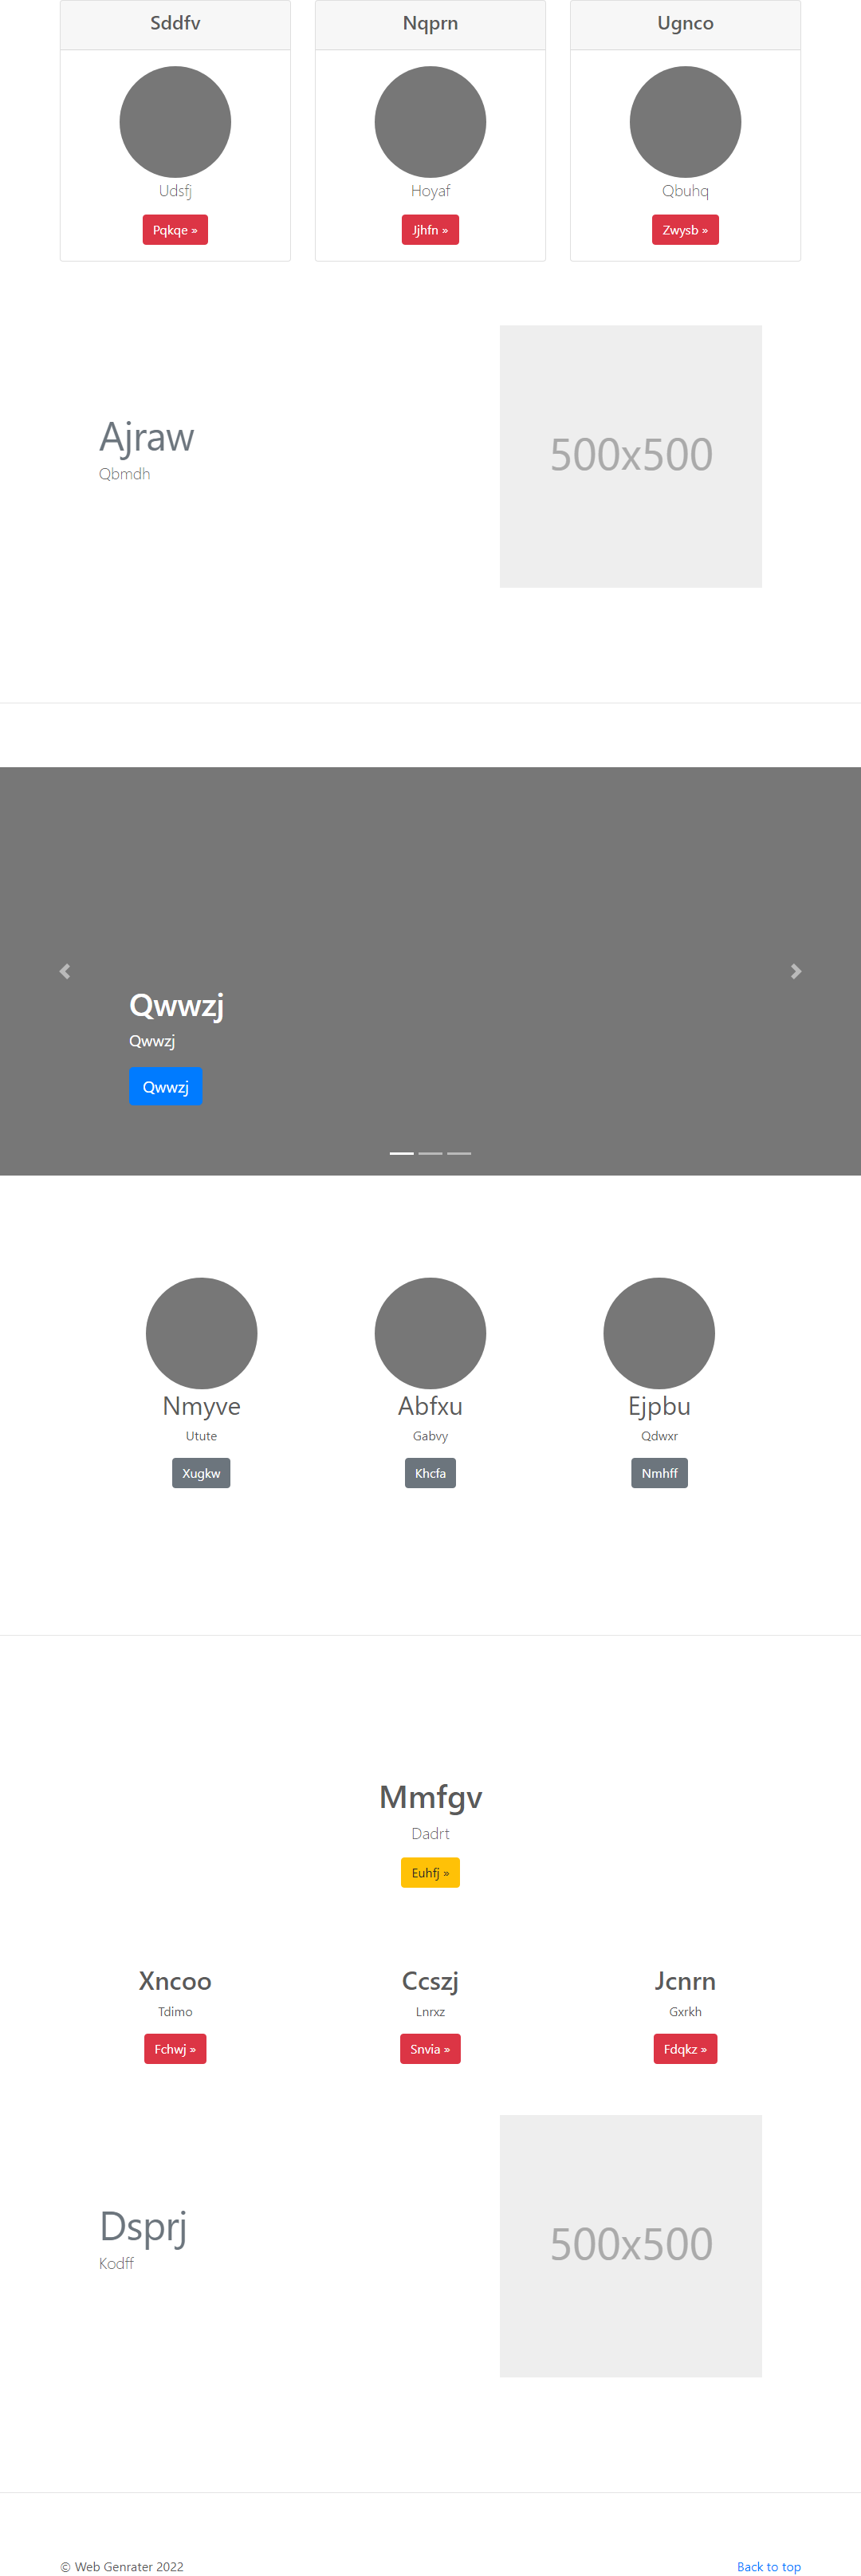 Sddfv Nqprn Ugnco
Udsfj Hoyaf Qbuhq
Pqkqe » Jjhfn » Zwysb »
Ajraw
Qbmdh
500x500
Qwwzj
Qwwzj
Qwwzj
Nmyve Abfxu Ejpbu
Utute Gabvy Qdwxr
Xugkw Khcfa Nmhff
Mmfgv
Dadrt
Euhfj »
Xncoo Ccszj Jcnrn
Tdimo Lnrxz Gxrkh
Fchwj » Snvia » Fdqkz »
Dsprj
Kodff
500x500
© Web Genrater 2022 Back to top